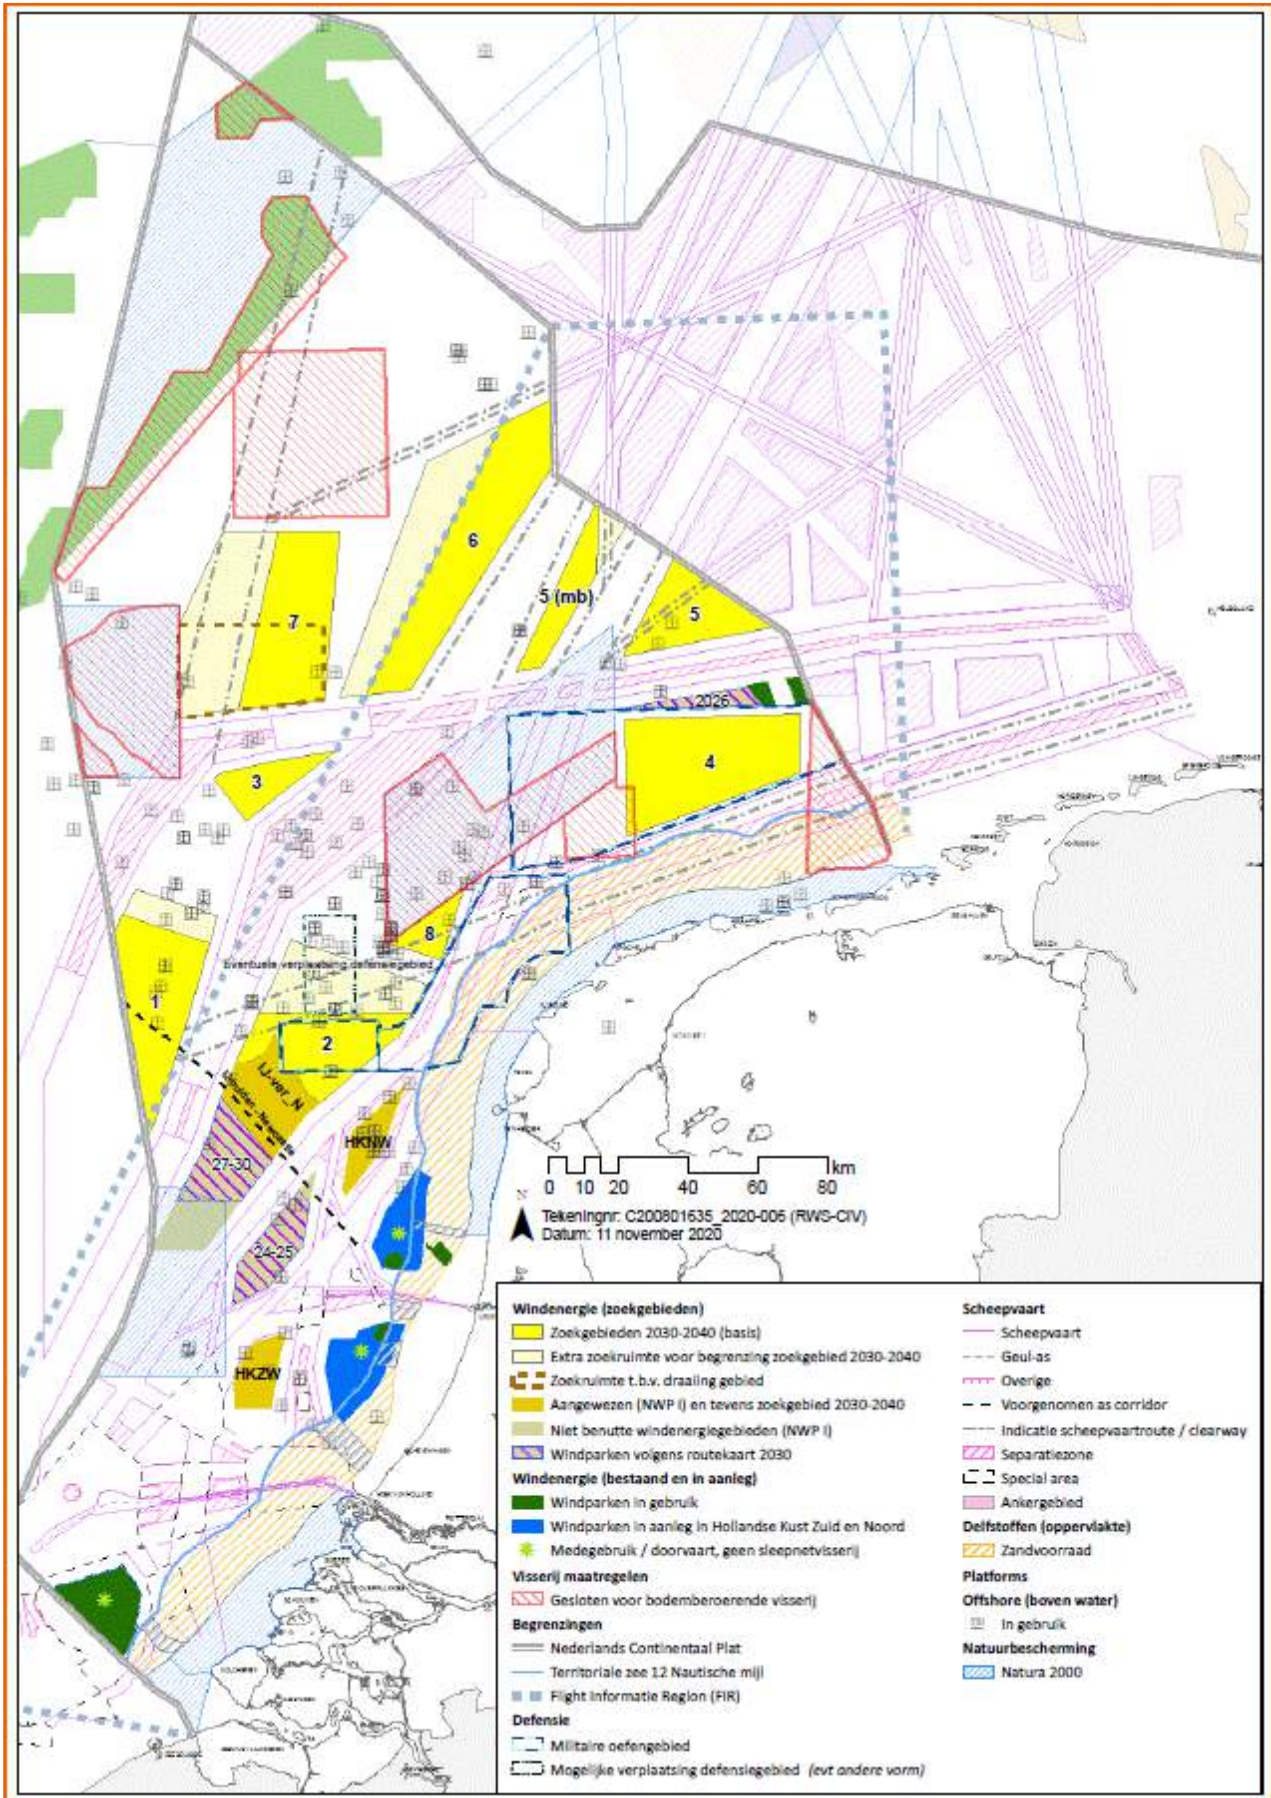 6
5 (mb)
5
7
2026
4
3
8
Eventuele verplaatsing defensiegebied
1
2
IJ-ver_N
IJmuiden - Newcastle
HKNW
27-30
24-25
HKZW
km
0 10 20 40 60 80
N
Tekeningnr: C200801635_2020-006 (RWS-CIV)
Datum: 11 november 2020
Windenergie (zoekgebieden)
Zoekgebieden 2030-2040 (basis)
Extra zoekruimte voor begrenzing zoekgebied 2030-2040
Zoekruimte t.b.v. draaiing gebied
Aangewezen (NWP I) en tevens zoekgebied 2030-2040
Niet benutte windenergiegebieden (NWP I)
Windparken volgens routekaart 2030
Windenergie (bestaand en in aanleg)
Windparken in gebruik
Windparken in aanleg in Hollandse Kust Zuid en Noord
Medegebruik / doorvaart, geen sleepnetvisserij
Visserij maatregelen
Gesloten voor bodemberoerende visserij
Begrenzingen
Nederlands Continentaal Plat
Territoriale zee 12 Nautische mijl
Flight Informatie Region (FIR)
Defensie
Militaire oefengebied
Mogelijke verplaatsing defensiegebied (evt andere vorm)
Scheepvaart
Scheepvaart
Geul-as
Overige
Voorgenomen as corridor
Indicatie scheepvaartroute / clearway
Separatiezone
Special area
Ankergebied
Delfstoffen (oppervlakte)
Zandvoorraad
Platforms
Offshore (boven water)
In gebruik
Natuurbescherming
Natura 2000